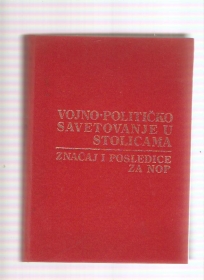 VOJNO-POLITIČKO
SAVETOVANJE U
STOLICAMA
ZNAČAJ I POSLEDICE
ZA NOP